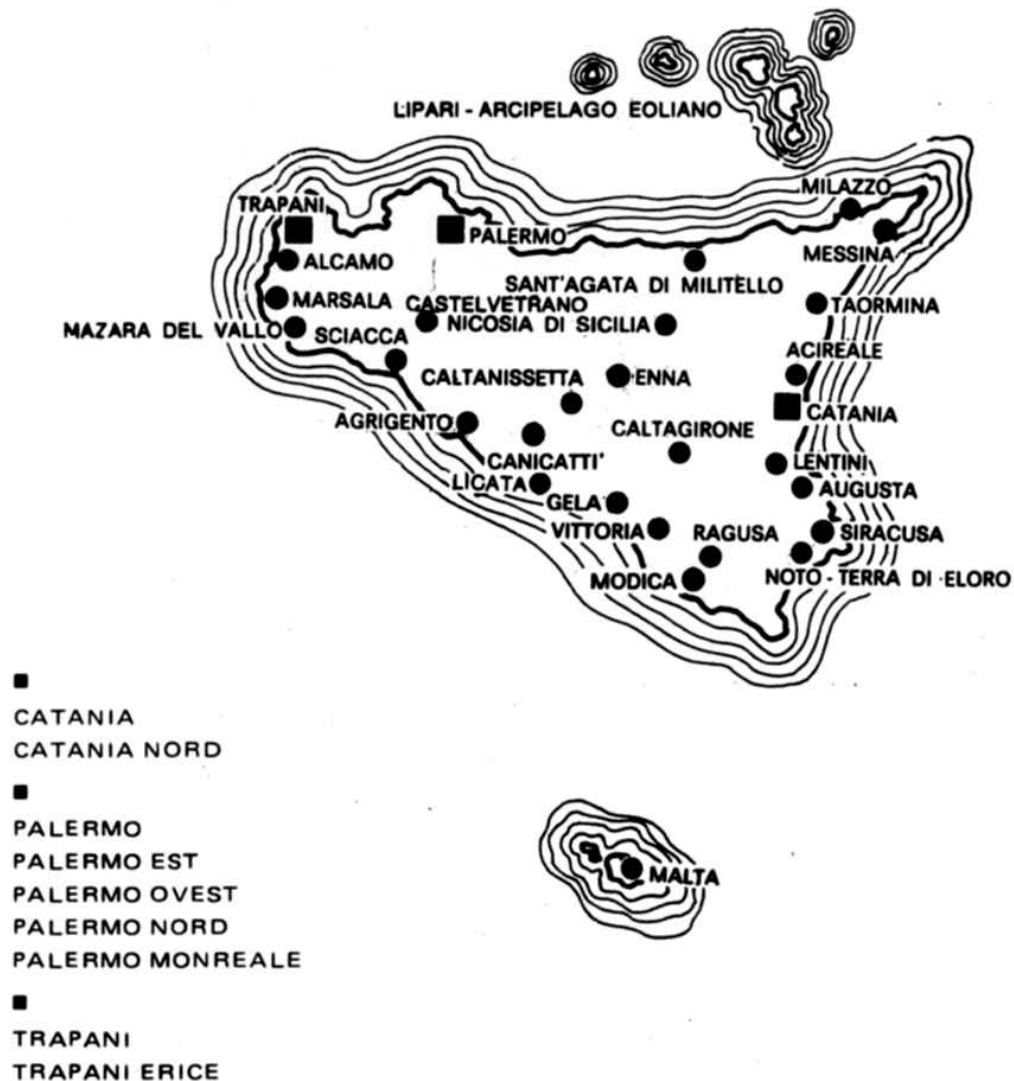 LIPARI - ARCIPELAGO EOLIANO
MILAZZO
TRAPANI
PALERMO
MESSINA
ALCAMO
SANT'AGATA DI MILITELLO
MARSALA
CASTELVETRANO
TAORMINA
MAZARA DEL VALLO
SCIACCA
NICOSIA DI SICILIA
ACIREALE
CALTANISSETTA
ENNA
CATANIA
AGRIGENTO
CALTAGIRONE
CANICATTI'
LENTINI
LICATA
AUGUSTA
GELA
VITTORIA
RAGUSA
SIRACUSA
MODICA
NOTO - TERRA DI ELORO
MALTA
CATANIA
CATANIA NORD
PALERMO
PALERMO EST
PALERMO OVEST
PALERMO NORD
PALERMO MONREALE
TRAPANI
TRAPANI ERICE